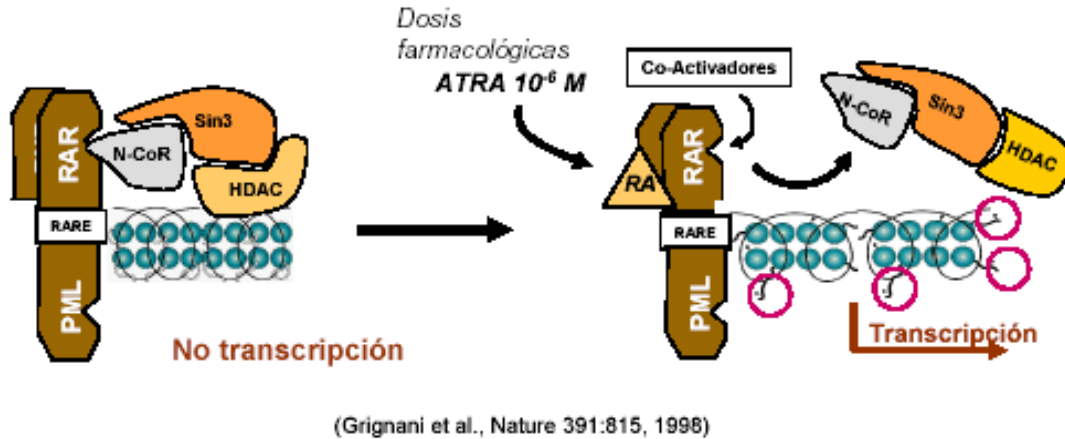 Dosis
farmacológicas
ATRA 10⁻⁶ M
Co-Activadores
RAR
N-CoR
Sin3
HDAC
RARE
PML
No transcripción
RA
RAR
RARE
PML
N-CoR
Sin3
HDAC
Transcripción
(Grignani et al., Nature 391:815, 1998)